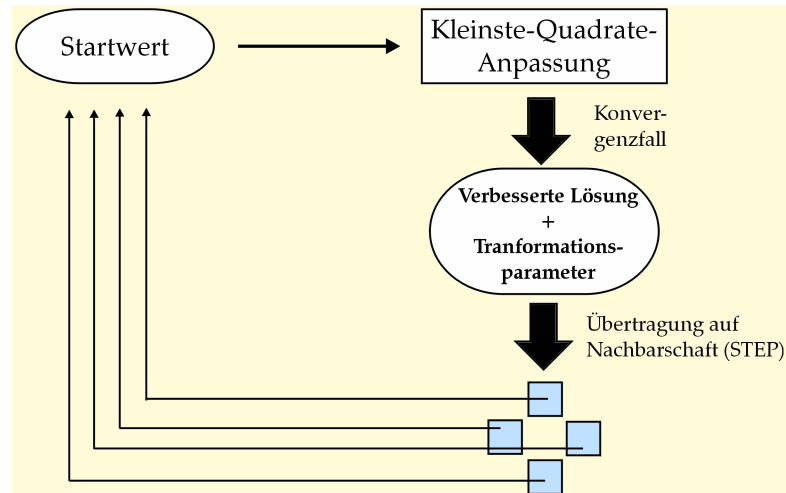 Startwert
Kleinste-Quadrate-
Anpassung
Konver-
genzfall
Verbesserte Lösung
+
Tranformations-
parameter
Übertragung auf
Nachbarschaft (STEP)